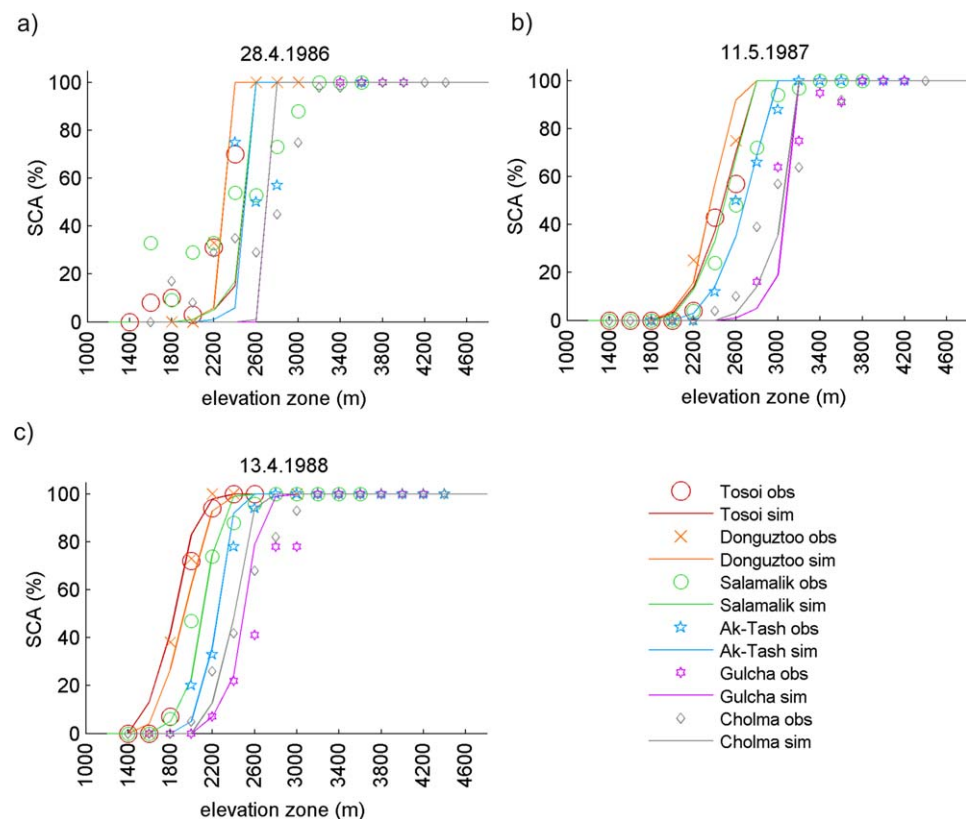 a)
28.4.1986
100
80
60
40
20
0
SCA (%)
1000 1400 1800 2200 2600 3000 3400 3800 4200 4600
elevation zone (m)
b)
11.5.1987
100
80
60
40
20
0
SCA (%)
1000 1400 1800 2200 2600 3000 3400 3800 4200 4600
elevation zone (m)
c)
13.4.1988
100
80
60
40
20
0
SCA (%)
1000 1400 1800 2200 2600 3000 3400 3800 4200 4600
elevation zone (m)
Tosoi obs
Tosoi sim
Donguztoo obs
Donguztoo sim
Salamalik obs
Salamalik sim
Ak-Tash obs
Ak-Tash sim
Gulcha obs
Gulcha sim
Cholma obs
Cholma sim